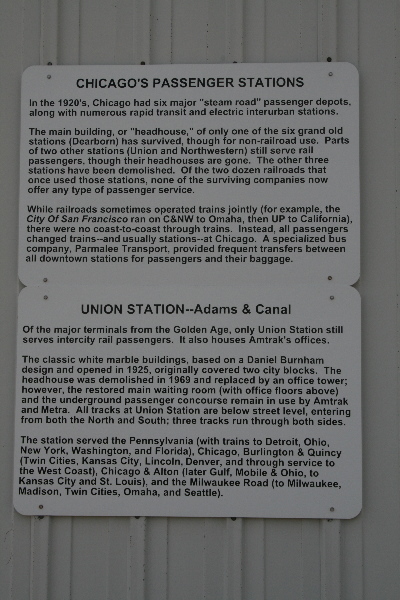 CHICAGO'S PASSENGER STATIONS
In the 1920's, Chicago had six major "steam road" passenger depots,
along with numerous rapid transit and electric interurban stations.
The main building, or "headhouse," of only one of the six grand old
stations (Dearborn) has survived, though for non-railroad use. Parts
of two other stations (Union and Northwestern) still serve rail
passengers, though their headhouses are gone. The other three
stations have been demolished. Of the two dozen railroads that
once used those stations, none of the surviving companies now
offer any type of passenger service.
While railroads sometimes operated trains jointly (for example, the
City Of San Francisco ran on C&NW to Omaha, then UP to California),
there were no coast-to-coast through trains. Instead, all passengers
changed trains--and usually stations--at Chicago. A specialized bus
company, Parmalee Transport, provided frequent transfers between
all downtown stations for passengers and their baggage.
UNION STATION--Adams & Canal
Of the major terminals from the Golden Age, only Union Station still
serves intercity rail passengers. It also houses Amtrak's offices.
The classic white marble buildings, based on a Daniel Burnham
design and opened in 1925, originally covered two city blocks. The
headhouse was demolished in 1969 and replaced by an office tower;
however, the restored main waiting room (with office floors above)
and the underground passenger concourse remain in use by Amtrak
and Metra. All tracks at Union Station are below street level, entering
from both the North and South; three tracks run through both sides.
The station served the Pennsylvania (with trains to Detroit, Ohio,
New York, Washington, and Florida), Chicago, Burlington & Quincy
(Twin Cities, Kansas City, Lincoln, Denver, and through service to
the West Coast), Chicago & Alton (later Gulf, Mobile & Ohio, to
Kansas City and St. Louis), and the Milwaukee Road (to Milwaukee,
Madison, Twin Cities, Omaha, and Seattle).